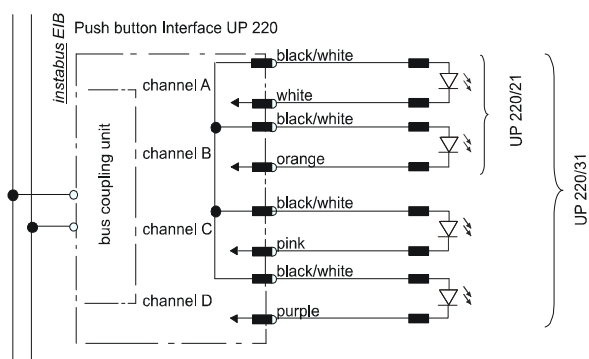 Push button Interface UP 220
instabus EIB
bus coupling unit
channel A
black/white
white
channel B
black/white
orange
channel C
black/white
pink
channel D
black/white
purple
UP 220/21
UP 220/31